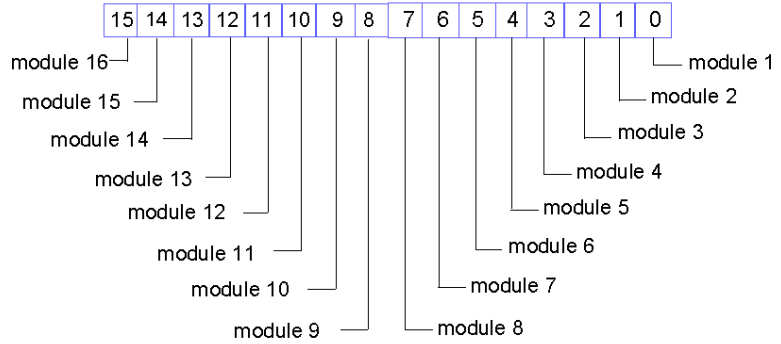 15 14 13 12 11 10 9 8 7 6 5 4 3 2 1 0
module 16 module 1
module 15 module 2
module 14 module 3
module 13 module 4
module 12 module 5
module 11 module 6
module 10 module 7
module 9 module 8